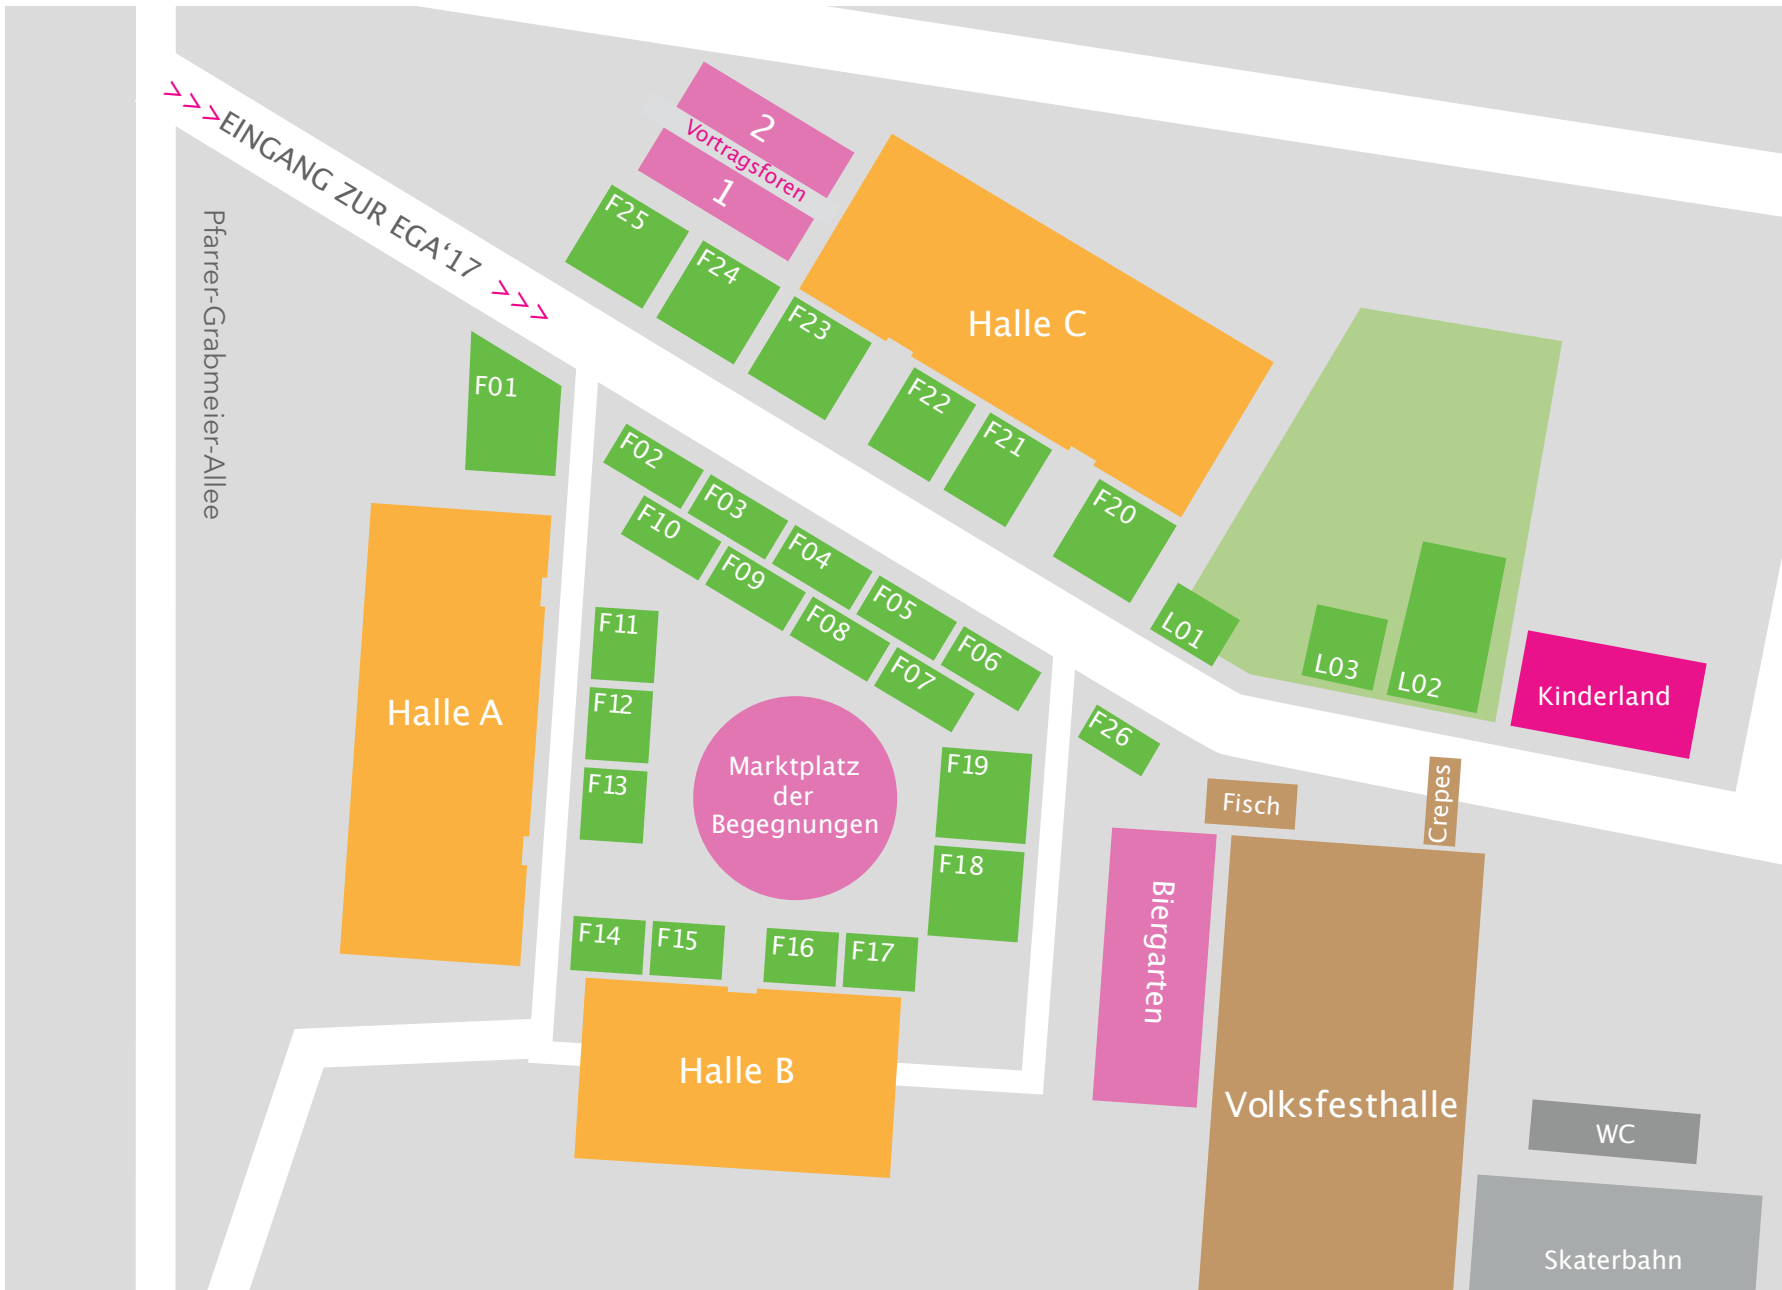 >>>EINGANG ZUR EGA‘17 >>>
Pfarrer-Grabmeier-Allee
2
Vortragsforen
1
F25
F24
F23
Halle C
F22
F21
F20
F01
F02
F03
F04
F05
F06
F10
F09
F08
F07
L01
L03
L02
Kinderland
F11
F12
F13
Halle A
Marktplatz
der
Begegnungen
F19
F18
F26
Fisch
Crepes
F14
F15
F16
F17
Halle B
Biergarten
Volksfesthalle
WC
Skaterbahn